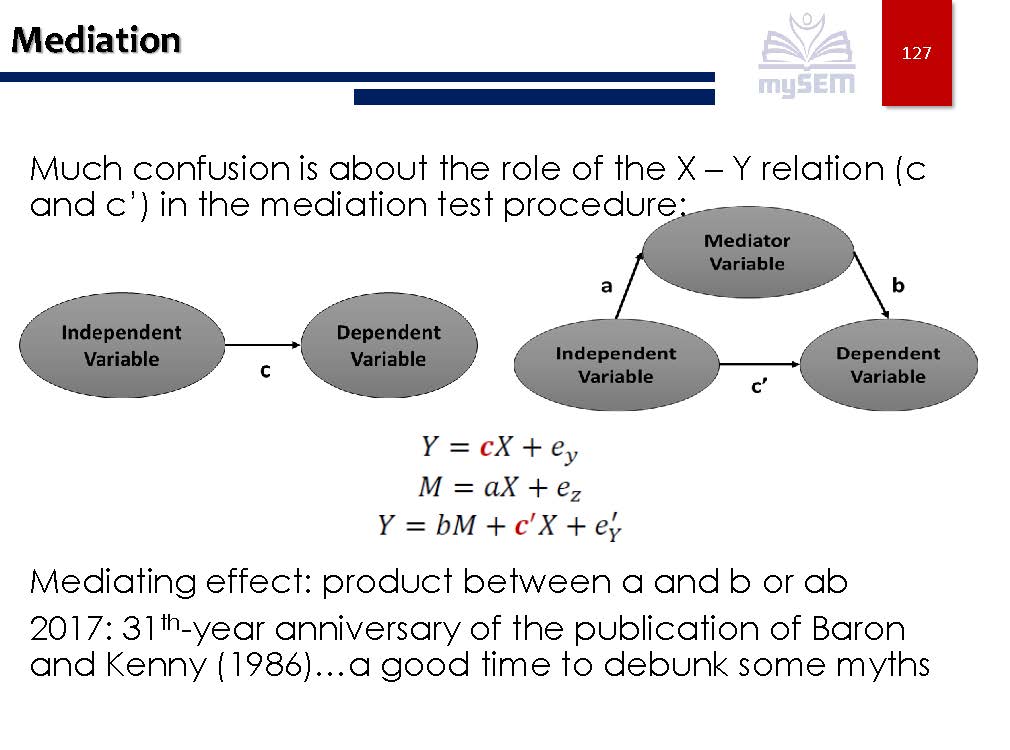 Mediation
mySEM
127
Much confusion is about the role of the X – Y relation (c
and c’) in the mediation test procedure:
Mediator
Variable
a
b
Independent
Variable
c
Dependent
Variable
Independent
Variable
c’
Dependent
Variable
Y = cX + e_y
M = aX + e_z
Y = bM + c′X + e′_Y
Mediating effect: product between a and b or ab
2017: 31th-year anniversary of the publication of Baron
and Kenny (1986)…a good time to debunk some myths